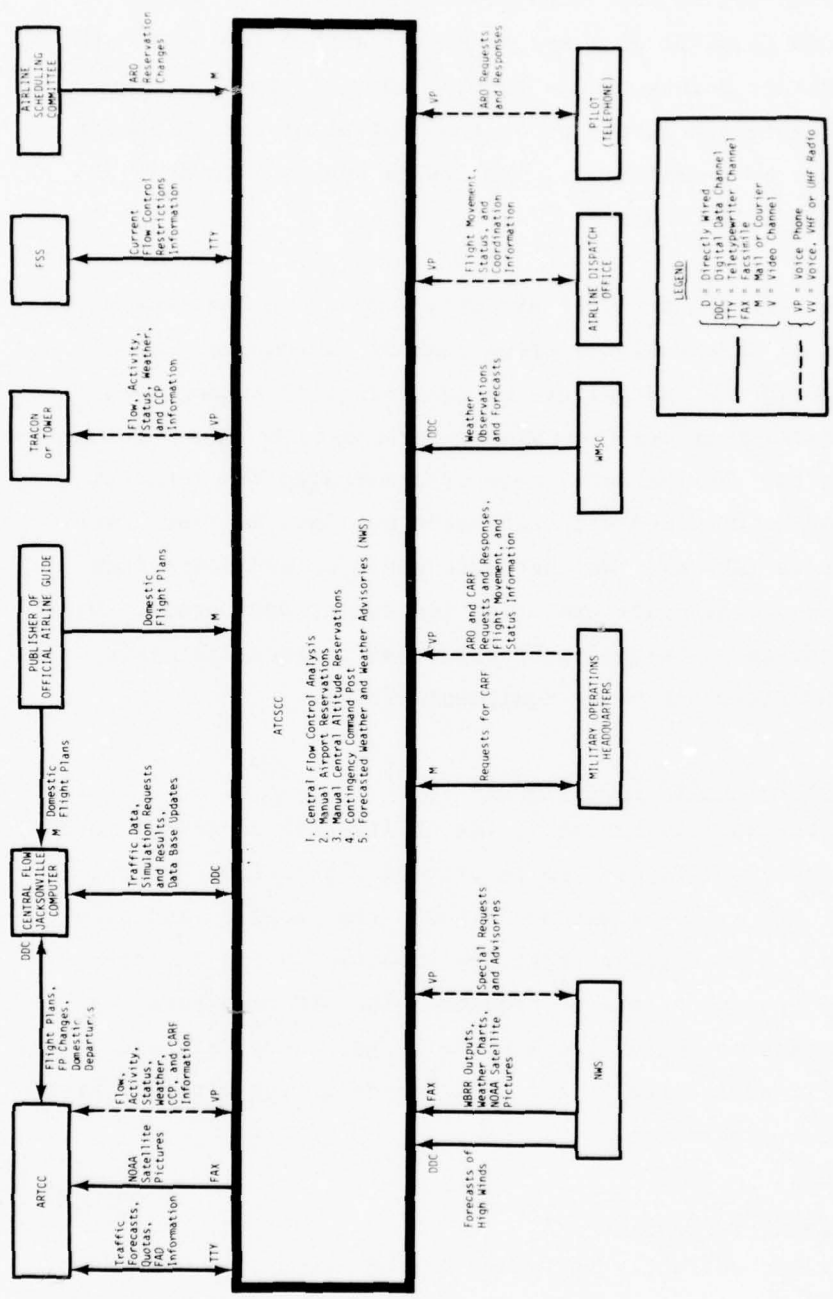 ARTCC
Traffic
Forecasts,
Quotas,
FAD
Information
TTY
NOAA
Satellite
Pictures
FAX
Flow,
Activity,
Status,
Weather,
CCP, and CARF
Information
VP
Flight Plans,
FP Changes,
Domestic
Departures
DDC
CENTRAL FLOW
JACKSONVILLE
COMPUTER
Traffic Data,
Simulation Requests
and Results,
Data Base Updates
DDC
M
Domestic
Flight Plans
PUBLISHER OF
OFFICIAL AIRLINE GUIDE
Domestic
Flight Plans
M
TRACON
or TOWER
Flow, Activity,
Status, Weather,
and CCP
Information
VP
FSS
Current
Flow Control
Restrictions
Information
TTY
AIRLINE
SCHEDULING
COMMITTEE
ARO
Reservation
Changes
M
ATCSCC
1. Central Flow Control Analysis
2. Manual Airport Reservations
3. Manual Central Altitude Reservations
4. Contingency Command Post
5. Forecasted Weather and Weather Advisories (NWS)
DDC
Forecasts of
High Winds
FAX
WBRR Outputs,
Weather Charts,
NOAA Satellite
Pictures
VP
Special Requests
and Advisories
NWS
M
Requests for CARF
VP
ARO and CARF
Requests and Responses,
Flight Movement, and
Status Information
MILITARY OPERATIONS
HEADQUARTERS
DDC
Weather
Observations
and Forecasts
WMSC
VP
Flight Movement,
Status, and
Coordination
Information
AIRLINE DISPATCH
OFFICE
VP
ARO Requests
and Responses
PILOT
(TELEPHONE)
LEGEND
D = Directly Wired
DDC = Digital Data Channel
TTY = Teletypewriter Channel
FAX = Facsimile
M = Mail or Courier
V = Video Channel
VP = Voice Phone
VV = Voice, VHF or UHF Radio